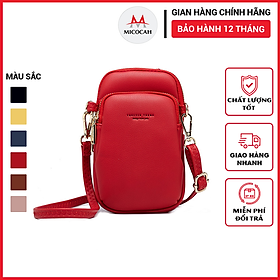 MICOCAH
GIAN HÀNG CHÍNH HÃNG
BẢO HÀNH 12 THÁNG
MÀU SẮC
CHẤT LƯỢNG
TỐT
GIAO HÀNG
NHANH
MIỄN PHÍ
ĐỔI TRẢ